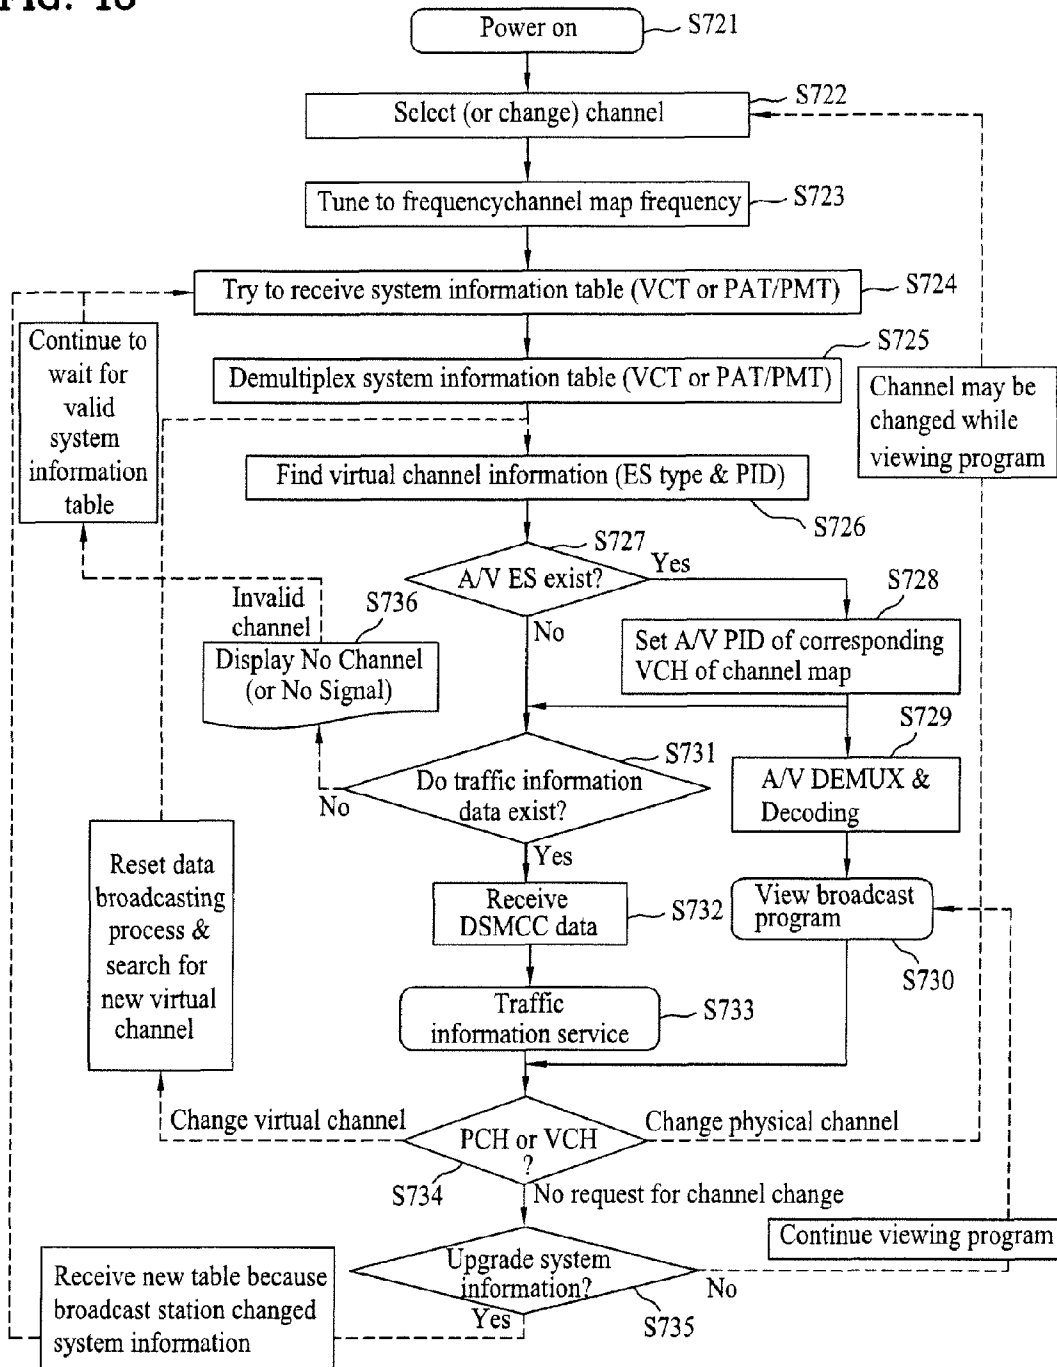 Power on
S721
S722
Select (or change) channel
Tune to frequencychannel map frequency
S723
Try to receive system information table (VCT or PAT/PMT)
S724
S725
Demultiplex system information table (VCT or PAT/PMT)
Continue to
wait for
valid
system
information
table
Channel may be
changed while
viewing program
Find virtual channel information (ES type & PID)
S726
S727
A/V ES exist?
Yes
No
S728
Set A/V PID of corresponding
VCH of channel map
Invalid
channel
S736
Display No Channel
(or No Signal)
S729
A/V DEMUX &
Decoding
S731
Do traffic information
data exist?
No
Yes
Reset data
broadcasting
process &
search for
new virtual
channel
Receive
DSMCC data
S732
View broadcast
program
S730
Traffic
information service
S733
Change virtual channel
PCH or VCH
?
Change physical channel
S734
No request for channel change
Continue viewing program
Upgrade system
information?
No
Yes
S735
Receive new table because
broadcast station changed
system information